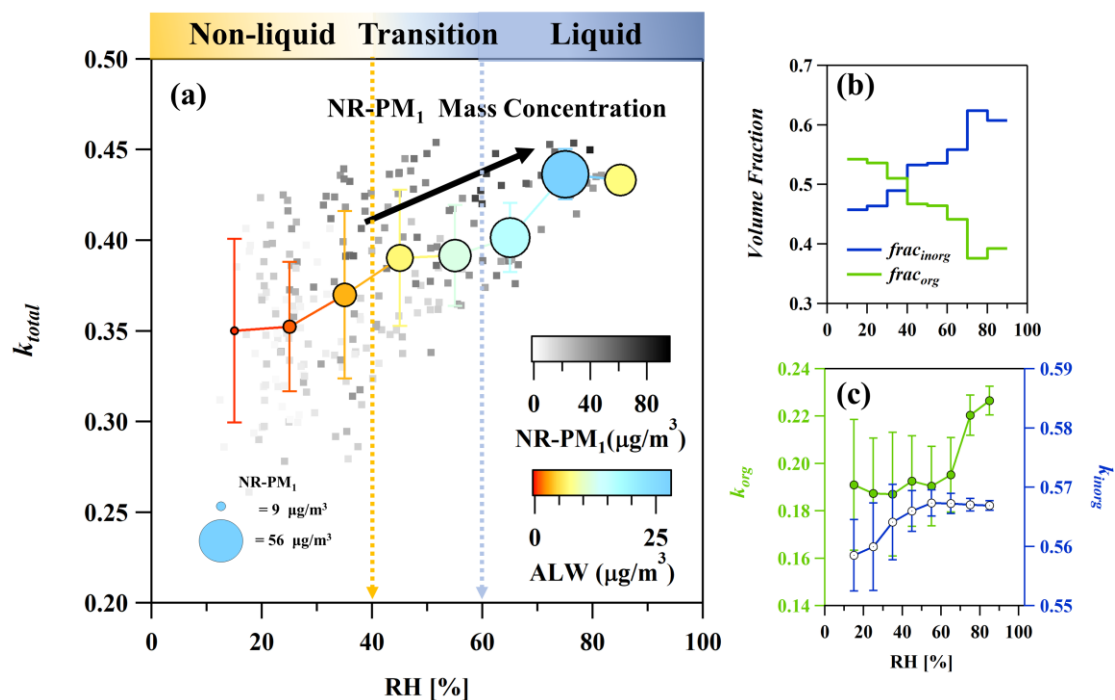 Non-liquid Transition Liquid
(a)
NR-PM₁ Mass Concentration
0.50
0.45
0.40
0.35
0.30
0.25
0.20
k_total
0 20 40 60 80 100
RH [%]
NR-PM₁
= 9 μg/m³
= 56 μg/m³
0 40 80
NR-PM₁(μg/m³)
0 25
ALW (μg/m³)
(b)
0.7
0.6
0.5
0.4
0.3
Volume Fraction
frac_inorg
frac_org
0 20 40 60 80 100
(c)
0.24
0.22
0.20
0.18
0.16
0.14
k_org
0.59
0.58
0.57
0.56
0.55
k_inorg
0 20 40 60 80 100
RH [%]